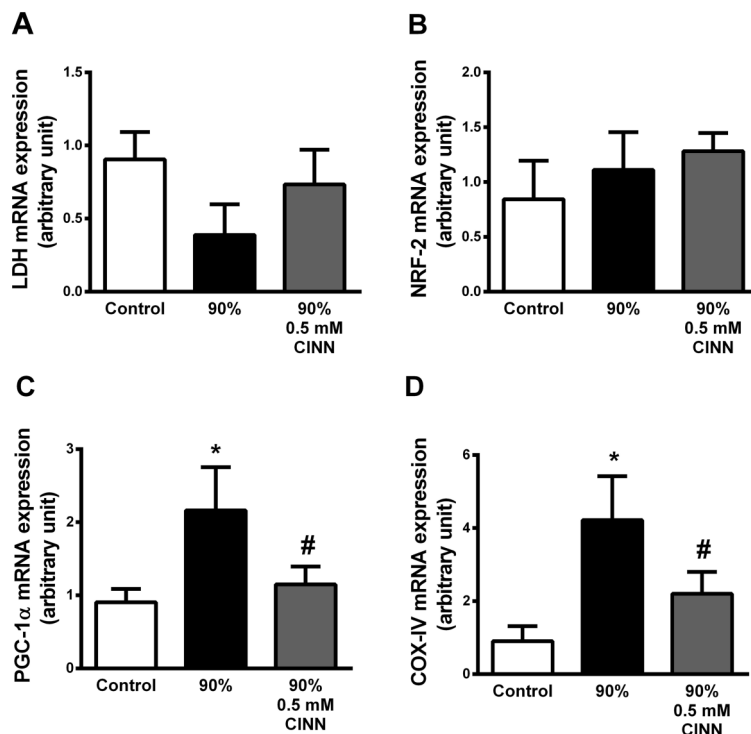 A
LDH mRNA expression
(arbitrary unit)
1.5
1.0
0.5
0.0
Control
90%
90%
0.5 mM
CINN
B
NRF-2 mRNA expression
(arbitrary unit)
2.0
1.5
1.0
0.5
0.0
Control
90%
90%
0.5 mM
CINN
C
PGC-1α mRNA expression
(arbitrary unit)
3
2
1
0
*
#
Control
90%
90%
0.5 mM
CINN
D
COX-IV mRNA expression
(arbitrary unit)
6
4
2
0
*
#
Control
90%
90%
0.5 mM
CINN